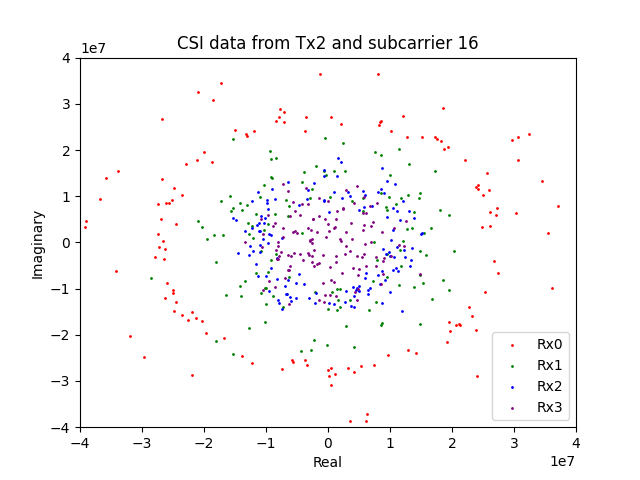 CSI data from Tx2 and subcarrier 16
1e7
4
3
2
1
0
−1
−2
−3
−4
Imaginary
−4 −3 −2 −1 0 1 2 3 4
Real
1e7
Rx0
Rx1
Rx2
Rx3